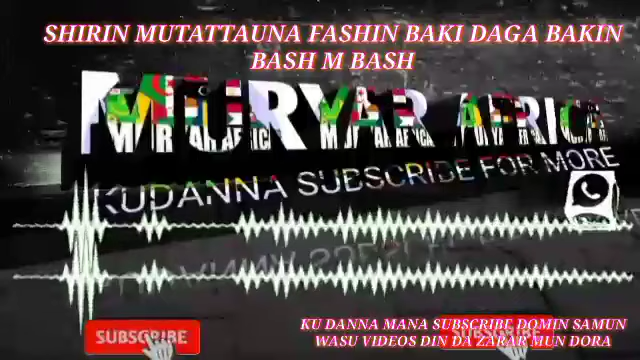 SHIRIN MUTATTAUNA FASHIN BAKI DAGA BAKIN
BASH M BASH
MURYAR AFRICA
KUDANNA SUBSCRIBE FOR MORE
KU DANNA MANA SUBSCRIBE DOMIN SAMUN
WASU VIDEOS DIN DA ZARAR MUN DORA
SUBSCRIBE